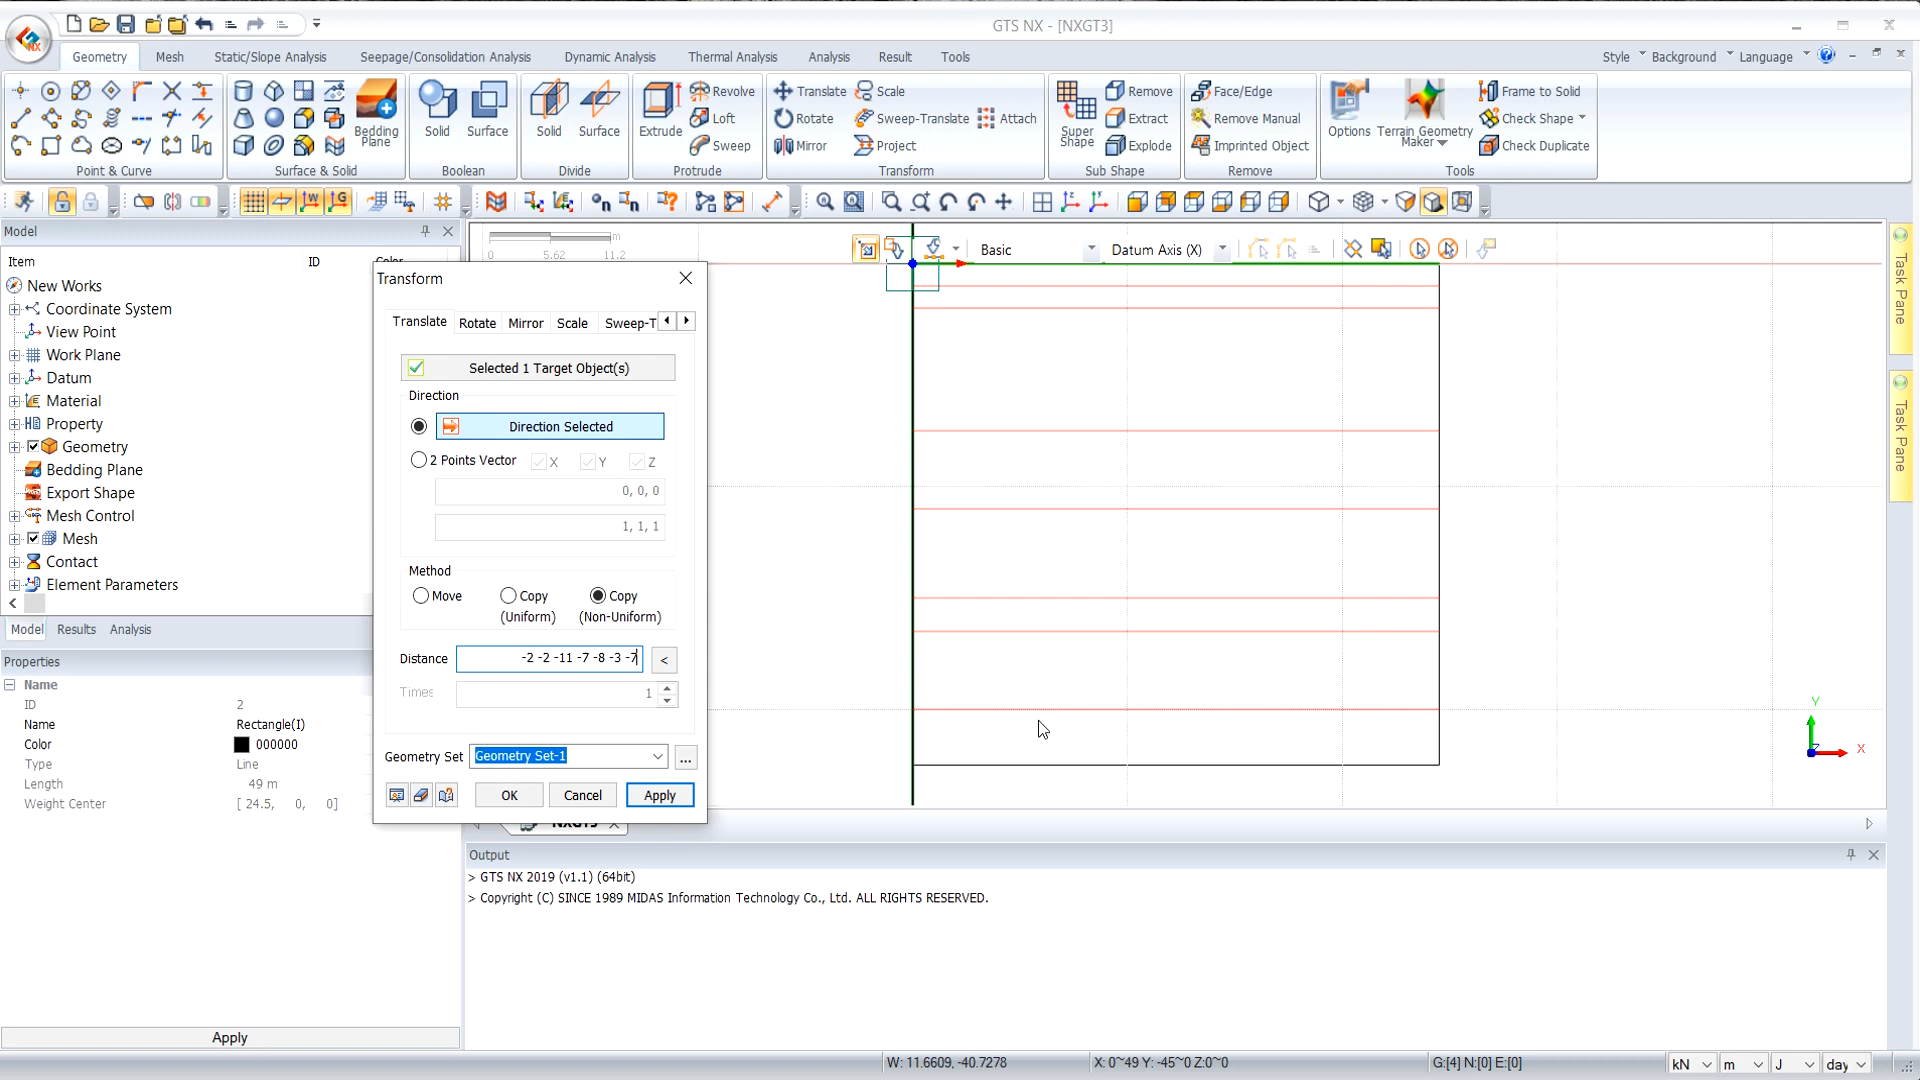 GTS NX - [NXGT3]
Geometry Mesh Static/Slope Analysis Seepage/Consolidation Analysis Dynamic Analysis Thermal Analysis Analysis Result Tools Style Background Language
Bedding Plane
Solid Surface
Solid Surface
Extrude Revolve Loft Sweep
Translate Scale
Rotate Sweep-Translate Attach
Mirror Project
Super Shape
Remove
Extract
Explode
Face/Edge
Remove Manual
Imprinted Object
Options
Terrain Geometry Maker
Frame to Solid
Check Shape
Check Duplicate
Point & Curve Surface & Solid Boolean Divide Protrude Transform Sub Shape Remove Tools
Model
Item ID Color
New Works
Coordinate System
View Point
Work Plane
Datum
Material
Property
Geometry
Bedding Plane
Export Shape
Mesh Control
Mesh
Contact
Element Parameters
Model Results Analysis
Properties
Name
ID 2
Name Rectangle(I)
Color 000000
Type Line
Length 49 m
Weight Center [ 24.5, 0, 0]
Apply
Transform
Translate Rotate Mirror Scale Sweep-T
Selected 1 Target Object(s)
Direction
Direction Selected
2 Points Vector X Y Z
0, 0, 0
1, 1, 1
Method
Move Copy (Uniform) Copy (Non-Uniform)
Distance -2 -2 -11 -7 -8 -3 -7 <
Times 1
Geometry Set Geometry Set-1 ...
OK Cancel Apply
m
0 5.62 11.2
Basic Datum Axis (X)
Y
X
Task Pane
Task Pane
NXGT3
Output
> GTS NX 2019 (v1.1) (64bit)
> Copyright (C) SINCE 1989 MIDAS Information Technology Co., Ltd. ALL RIGHTS RESERVED.
W: 11.6609, -40.7278 X: 0~49 Y: -45~0 Z:0~0 G:[4] N:[0] E:[0] kN m J day